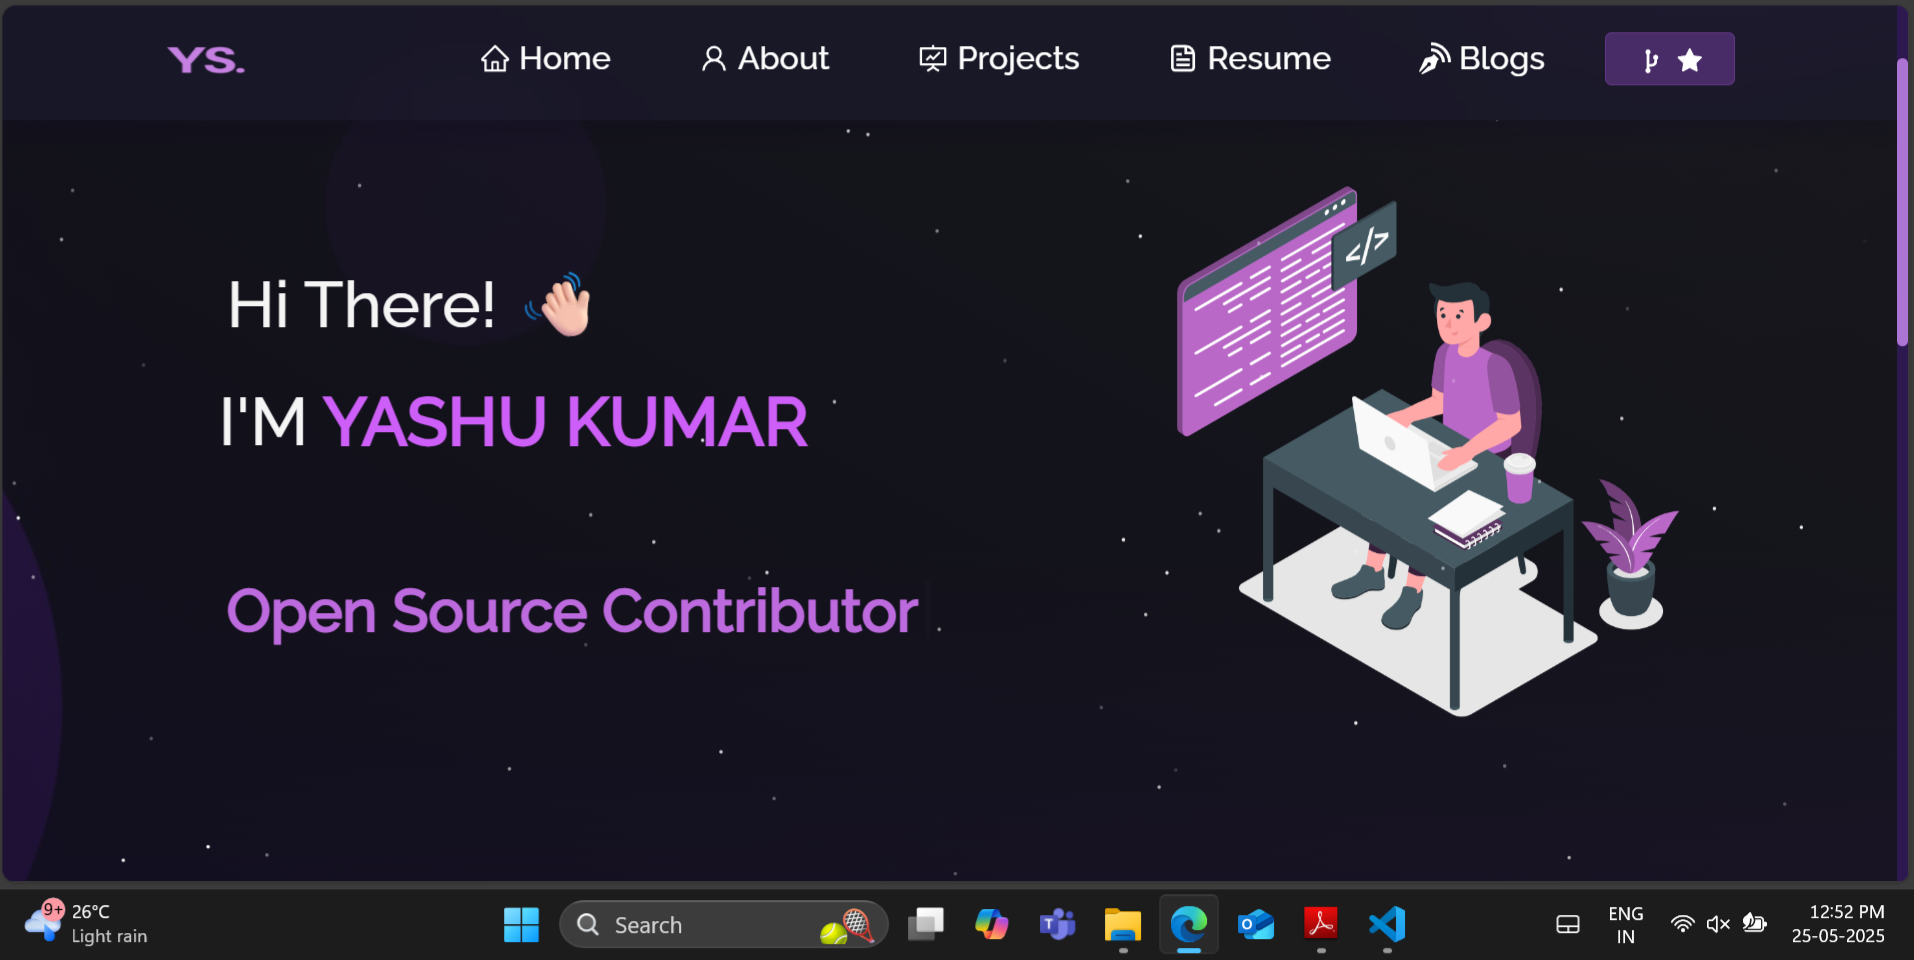 YS.
Home
About
Projects
Resume
Blogs
</>
Hi There!
I'M YASHU KUMAR
Open Source Contributor
9+
26°C
Light rain
Search
ENG
IN
12:52 PM
25-05-2025